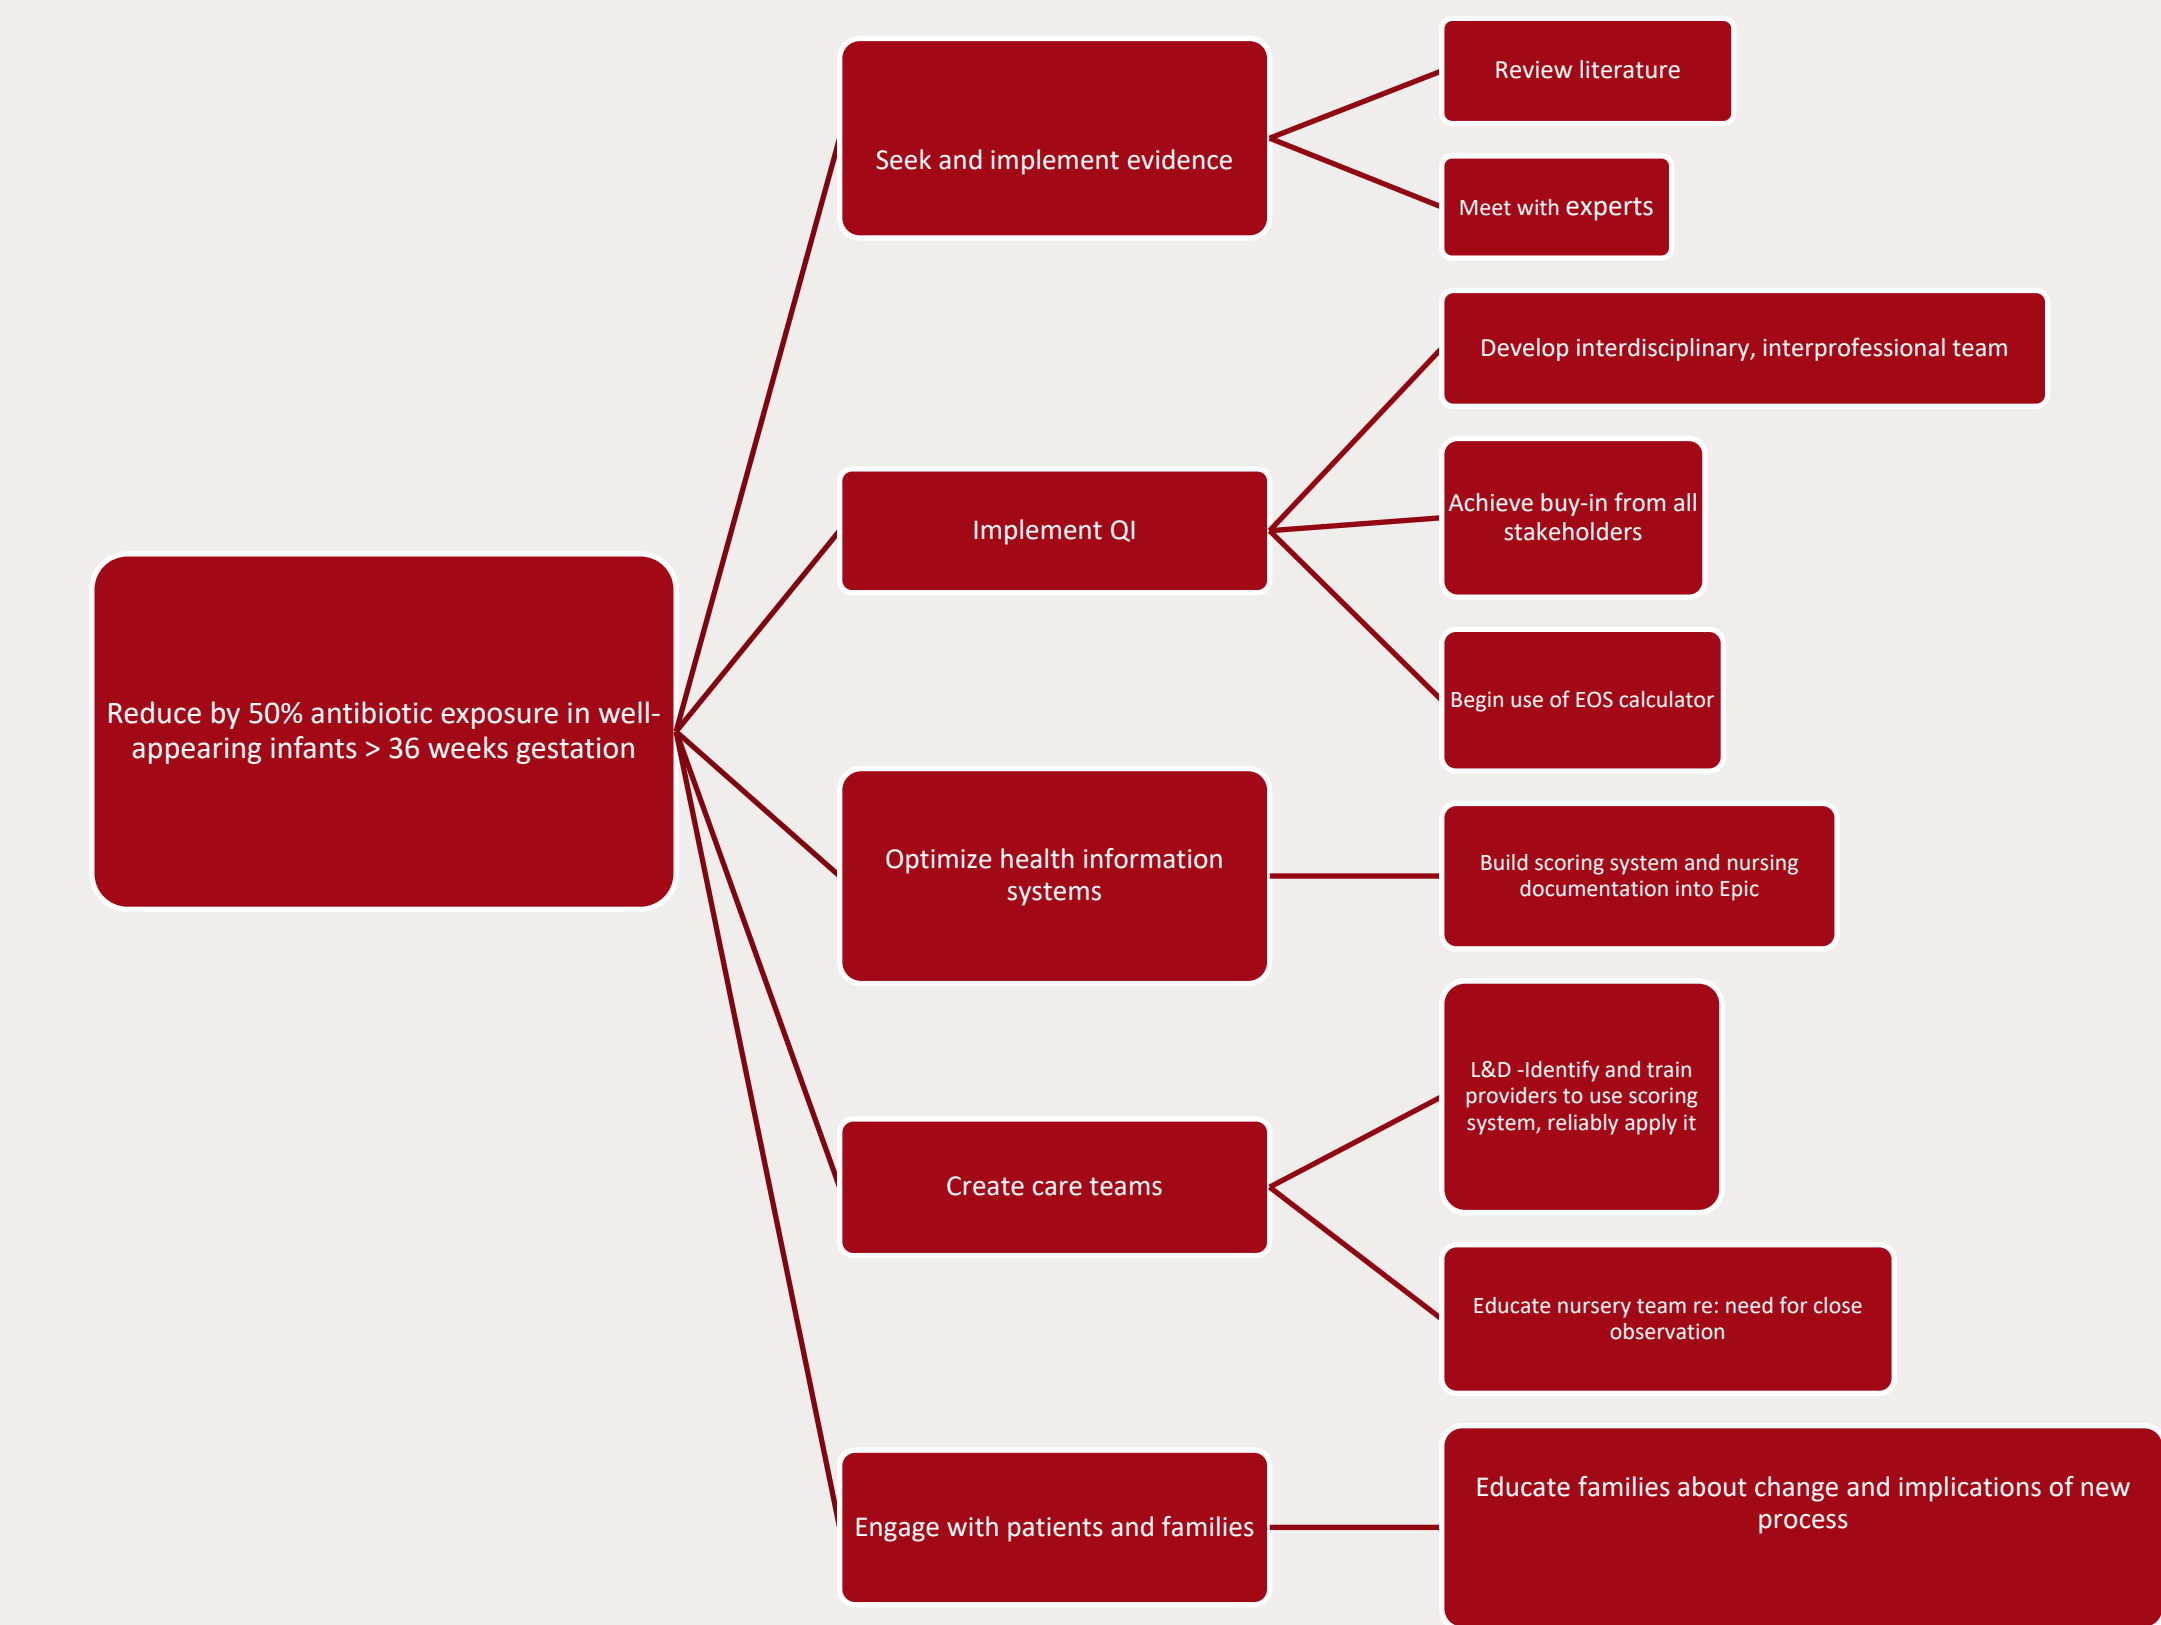 Reduce by 50% antibiotic exposure in well-
appearing infants > 36 weeks gestation
Seek and implement evidence
Review literature
Meet with experts
Implement QI
Develop interdisciplinary, interprofessional team
Achieve buy-in from all
stakeholders
Begin use of EOS calculator
Optimize health information
systems
Build scoring system and nursing
documentation into Epic
Create care teams
L&D -Identify and train
providers to use scoring
system, reliably apply it
Educate nursery team re: need for close
observation
Engage with patients and families
Educate families about change and implications of new
process